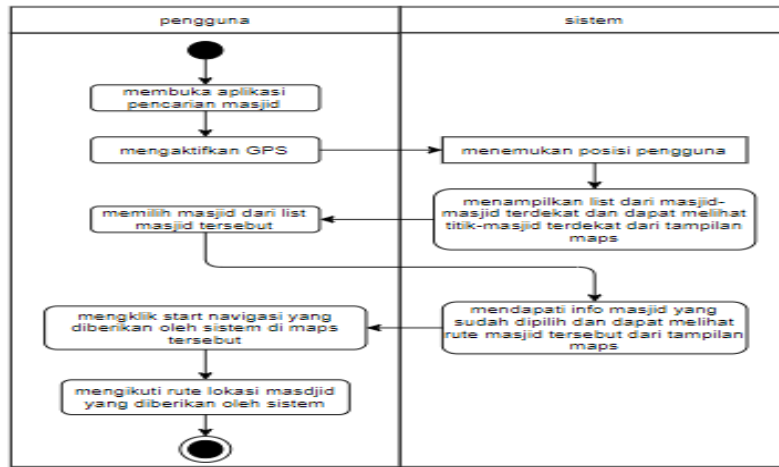 pengguna
sistem
membuka aplikasi
pencarian masjid
mengaktifkan GPS
menemukan posisi pengguna
menampilkan list dari masjid-
masjid terdekat dan dapat melihat
titik-masjid terdekat dari tampilan
maps
memilih masjid dari list
masjid tersebut
mendapati info masjid yang
sudah dipilih dan dapat melihat
rute masjid tersebut dari tampilan
maps
mengklik start navigasi yang
diberikan oleh sistem di maps
tersebut
mengikuti rute lokasi masdjid
yang diberikan oleh sistem